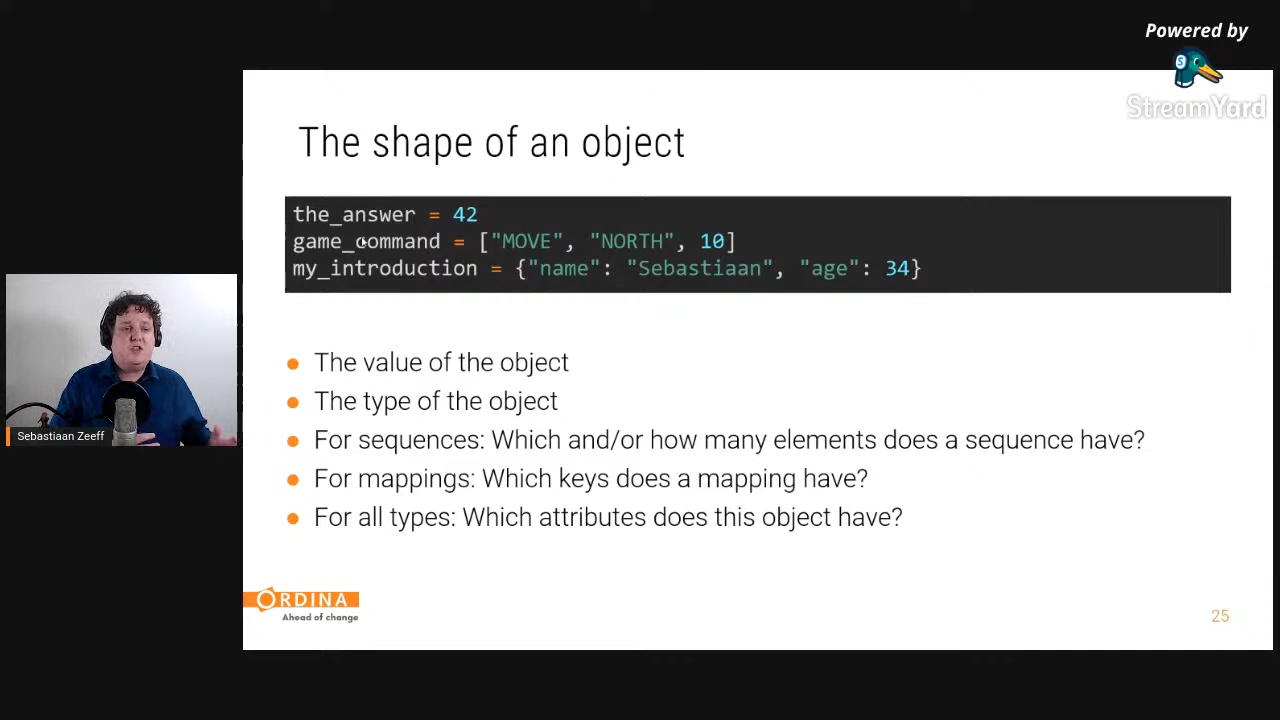 Powered by
StreamYard
The shape of an object
the_answer = 42
game_command = ["MOVE", "NORTH", 10]
my_introduction = {"name": "Sebastiaan", "age": 34}
The value of the object
The type of the object
For sequences: Which and/or how many elements does a sequence have?
For mappings: Which keys does a mapping have?
For all types: Which attributes does this object have?
Sebastiaan Zeeff
ORDINA
Ahead of change
25